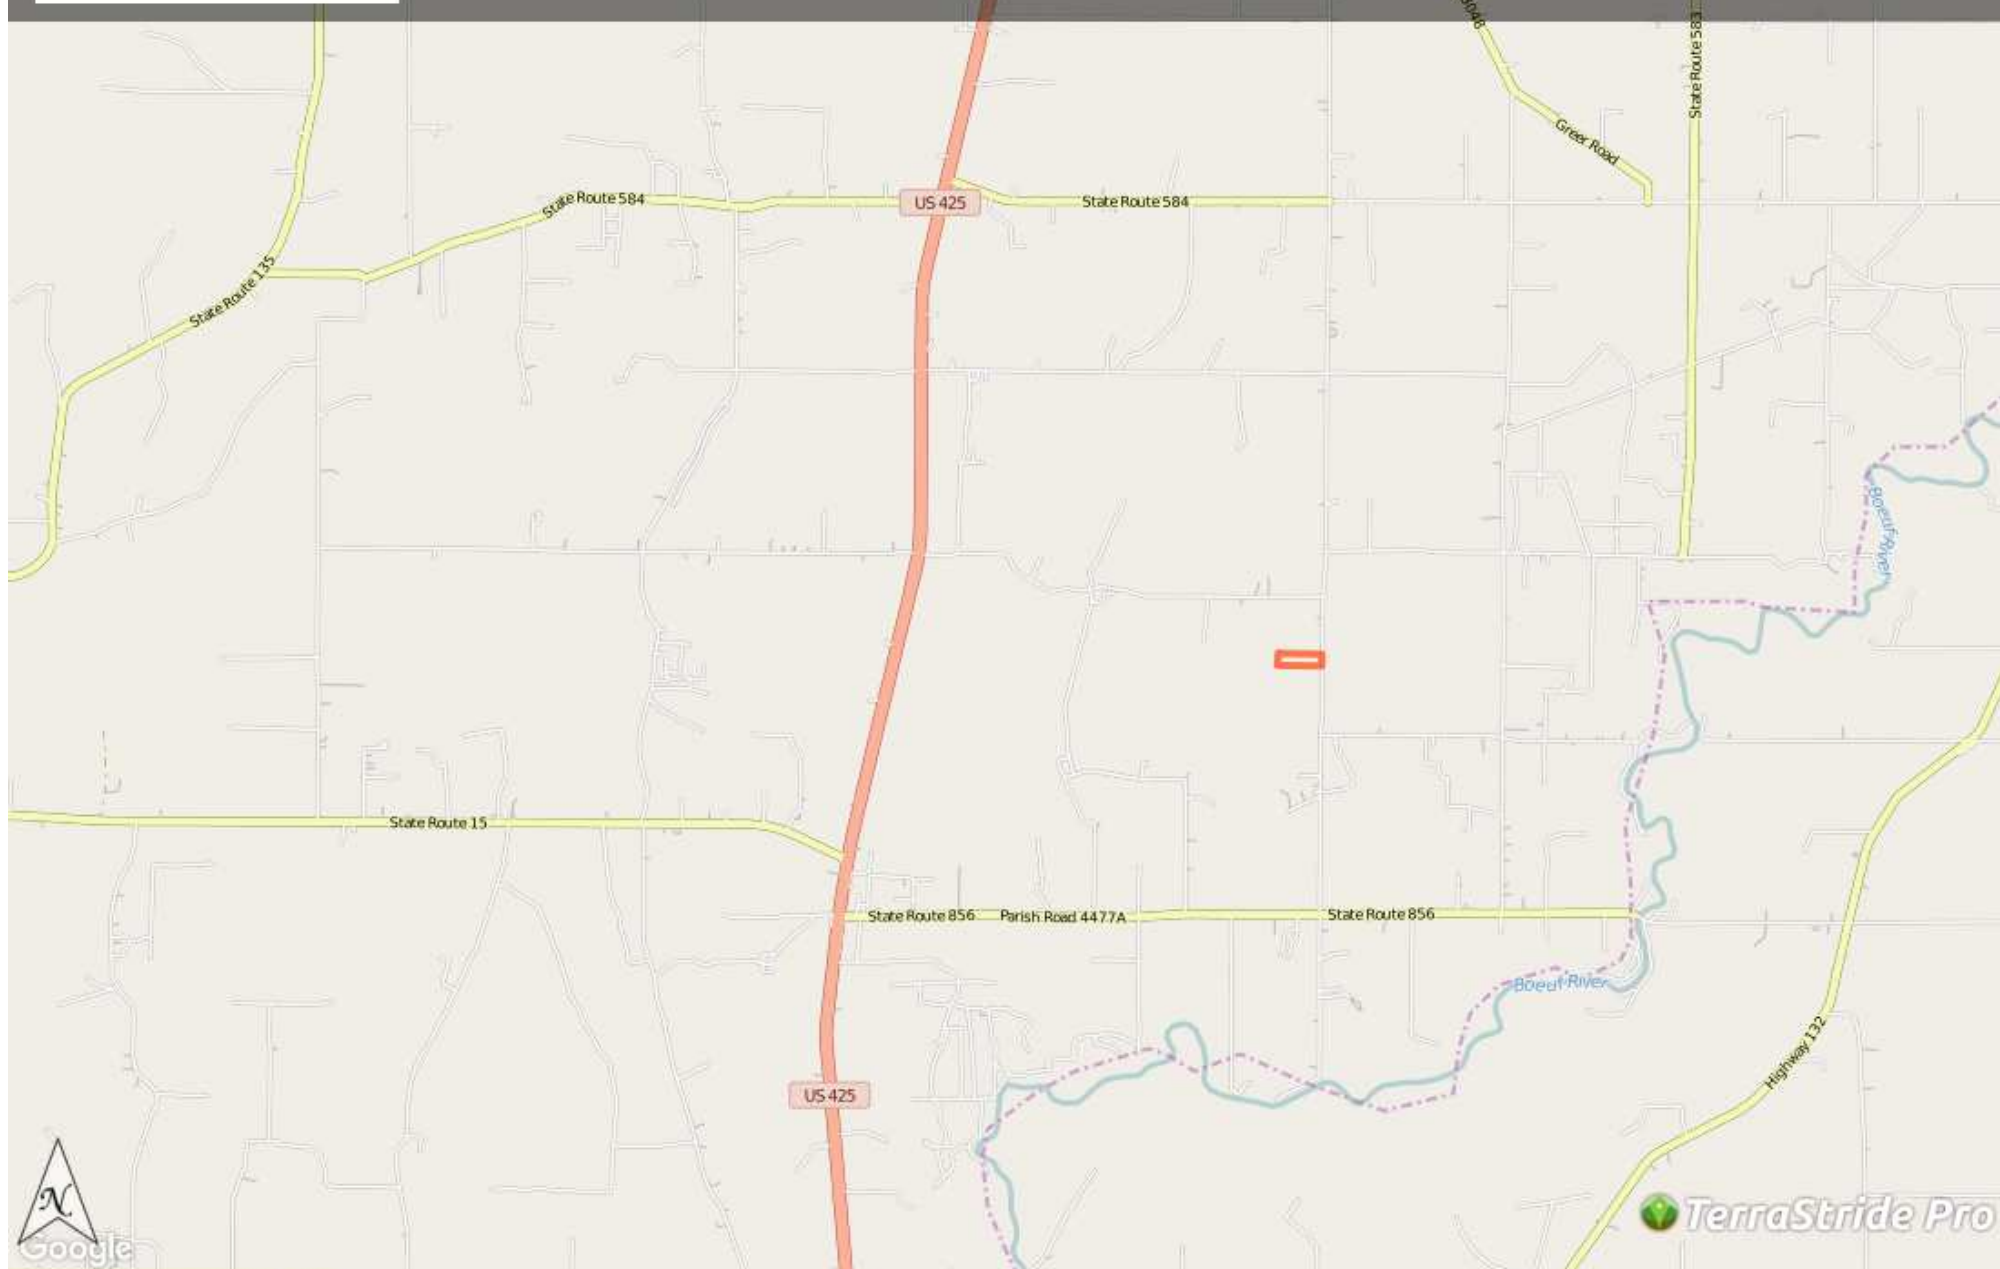 3048
State Route 583
Greer Road
State Route 584
US 425
State Route 584
State Route 135
Boeuf River
State Route 15
State Route 856
Parish Road 4477A
State Route 856
Boeuf River
Highway 132
US 425
N
Google
TerraStride Pro